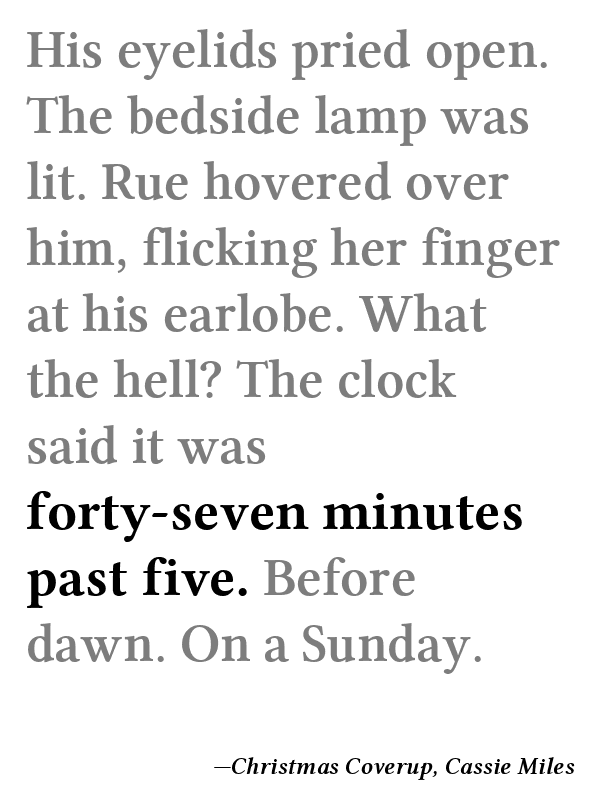 His eyelids pried open.
The bedside lamp was
lit. Rue hovered over
him, flicking her finger
at his earlobe. What
the hell? The clock
said it was
forty-seven minutes
past five. Before
dawn. On a Sunday.
—Christmas Coverup, Cassie Miles